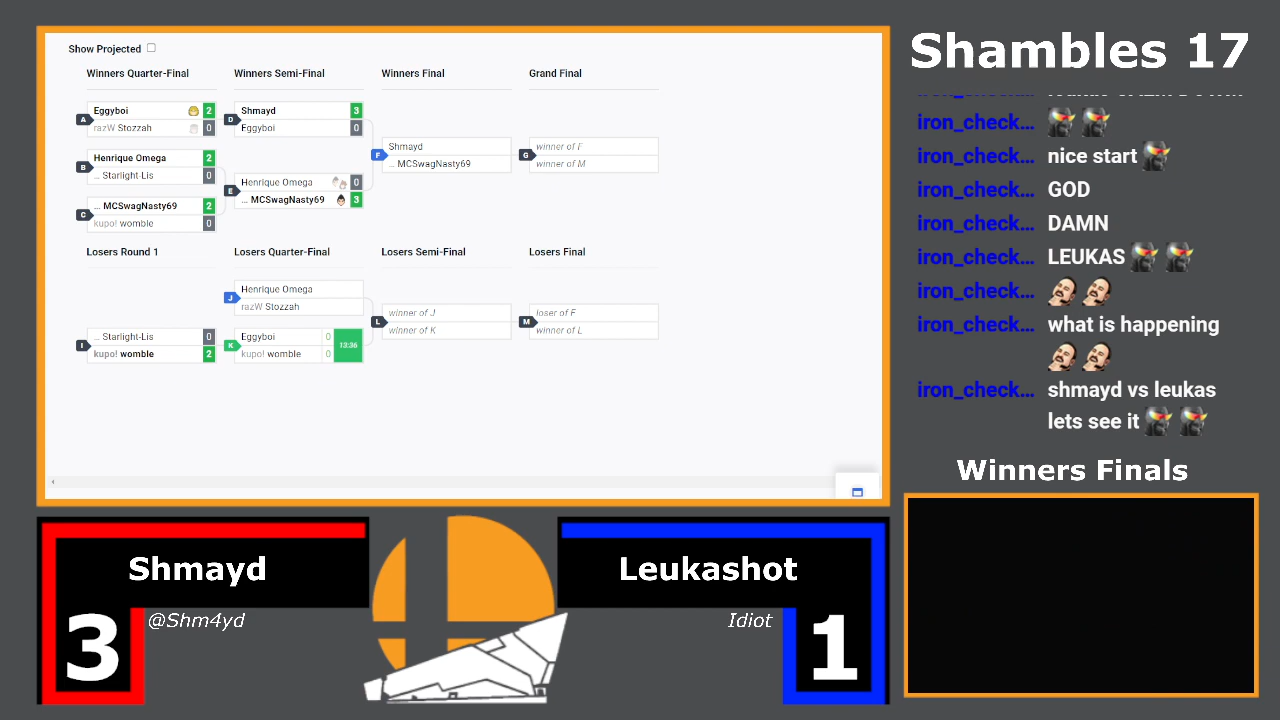 Shambles 17
Show Projected
Winners Quarter-Final
Winners Semi-Final
Winners Final
Grand Final
A
Eggyboi 2
razW Stozzah 0
B
Henrique Omega 2
... Starlight-Lis 0
C
... MCSwagNasty69 2
kupo! womble 0
D
Shmayd 3
Eggyboi 0
E
Henrique Omega 0
... MCSwagNasty69 3
F
Shmayd
... MCSwagNasty69
G
winner of F
winner of M
Losers Round 1
Losers Quarter-Final
Losers Semi-Final
Losers Final
I
... Starlight-Lis 0
kupo! womble 2
J
Henrique Omega
razW Stozzah
K
Eggyboi 0
kupo! womble 0
13:36
L
winner of J
winner of K
M
loser of F
winner of L
iron_check...
iron_check... nice start
iron_check... GOD
iron_check... DAMN
iron_check... LEUKAS
iron_check...
iron_check... what is happening
iron_check... shmayd vs leukas
lets see it
Winners Finals
Shmayd
@Shm4yd
3
Leukashot
Idiot
1